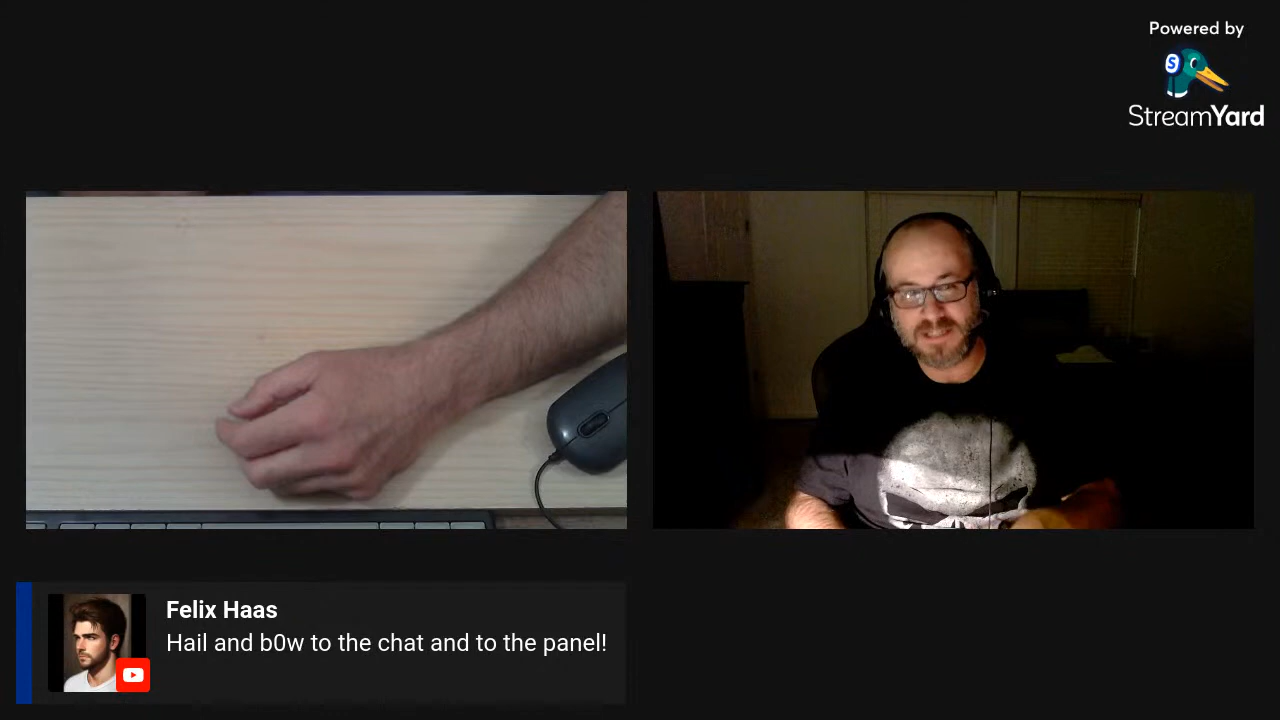 Powered by
S
StreamYard
Felix Haas
Hail and b0w to the chat and to the panel!